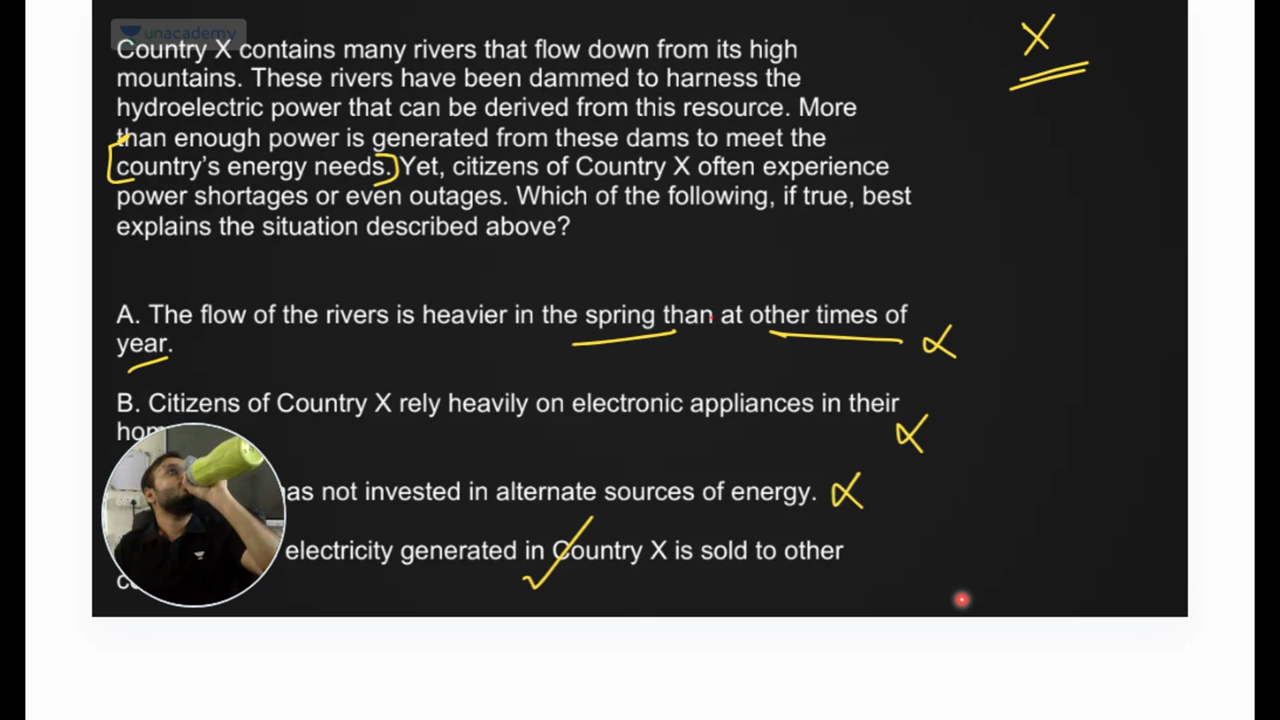 unacademy
X
Country X contains many rivers that flow down from its high
mountains. These rivers have been dammed to harness the
hydroelectric power that can be derived from this resource. More
than enough power is generated from these dams to meet the
country's energy needs. Yet, citizens of Country X often experience
power shortages or even outages. Which of the following, if true, best
explains the situation described above?
A. The flow of the rivers is heavier in the spring than at other times of
year.
B. Citizens of Country X rely heavily on electronic appliances in their
not invested in alternate sources of energy.
electricity generated in Country X is sold to other